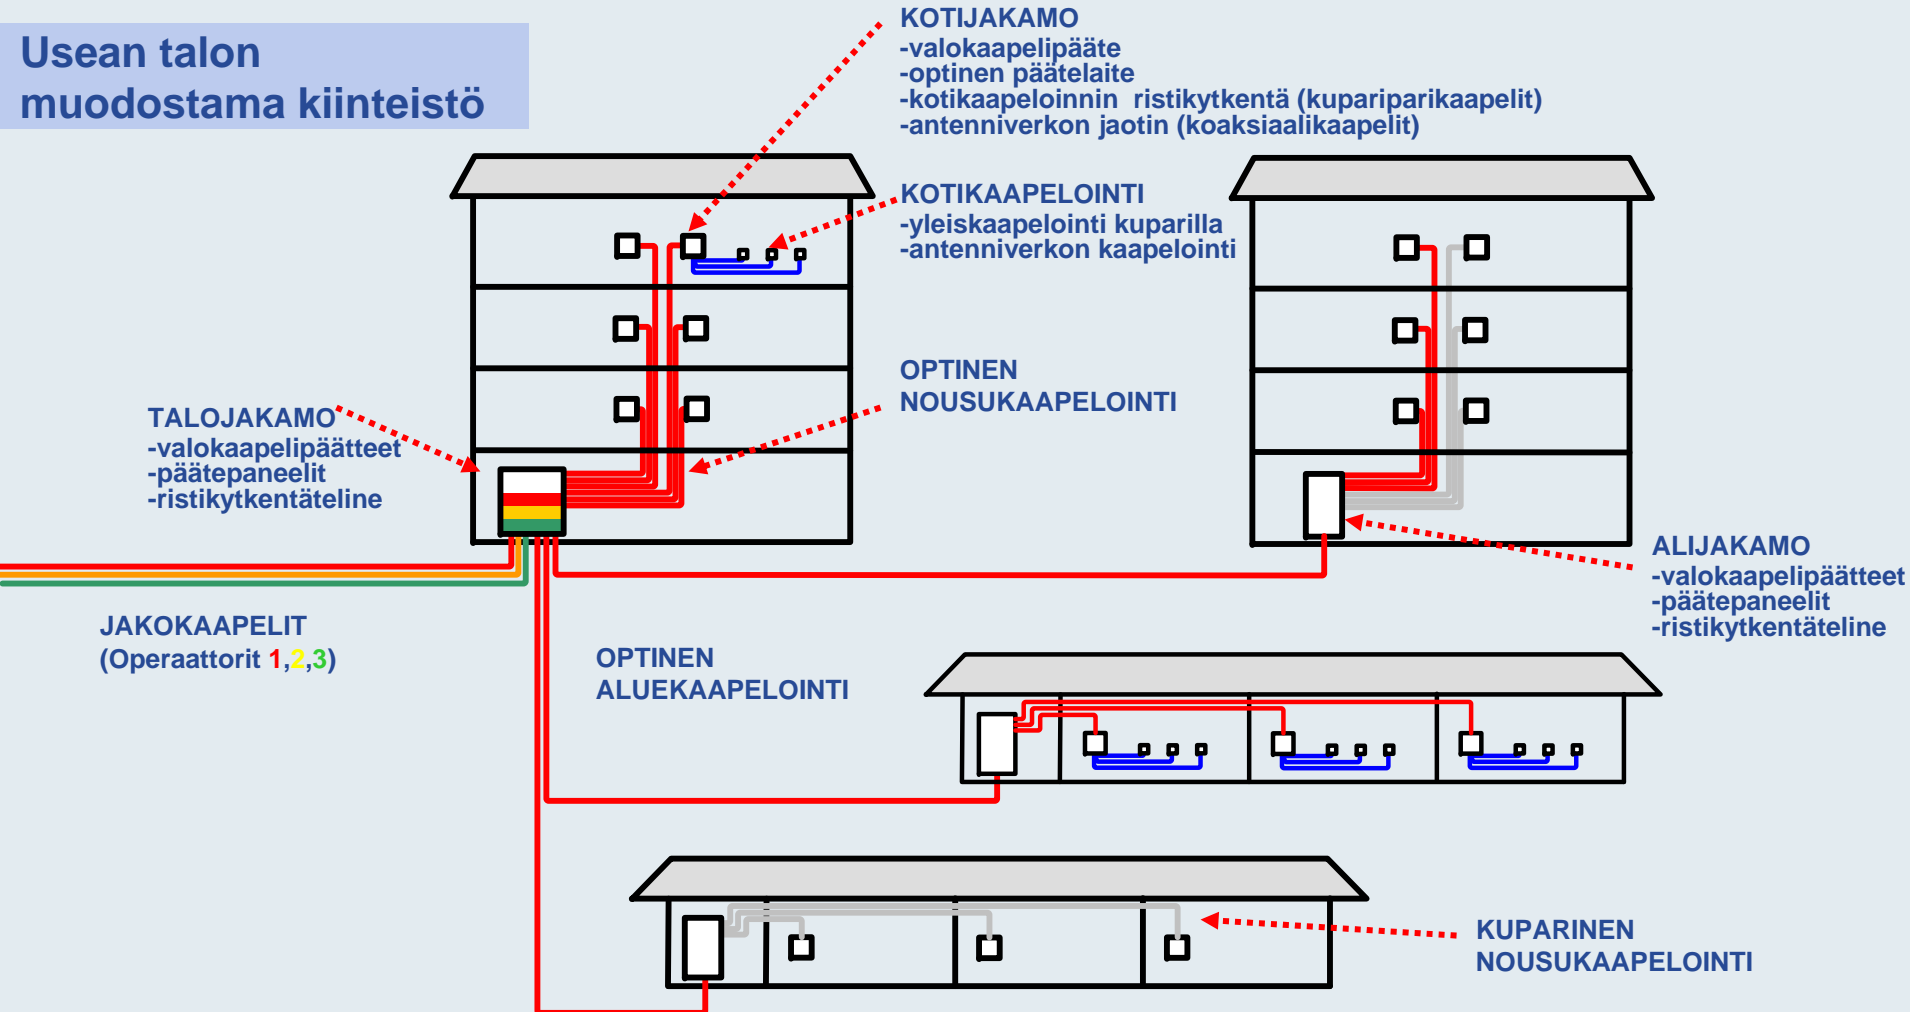 Usean talon
muodostama kiinteistö
KOTIJAKAMO
-valokaapelipääte
-optinen päätelaite
-kotikaapeloinnin ristikytkentä (kupariparikaapelit)
-antenniverkon jaotin (koaksiaalikaapelit)
KOTIKAAPELOINTI
-yleiskaapelointi kuparilla
-antenniverkon kaapelointi
OPTINEN
NOUSUKAAPELOINTI
TALOJAKAMO
-valokaapelipäätteet
-päätepaneelit
-ristikytkentäteline
ALIJAKAMO
-valokaapelipäätteet
-päätepaneelit
-ristikytkentäteline
JAKOKAAPELIT
(Operaattorit 1,2,3)
OPTINEN
ALUEKAAPELOINTI
KUPARINEN
NOUSUKAAPELOINTI